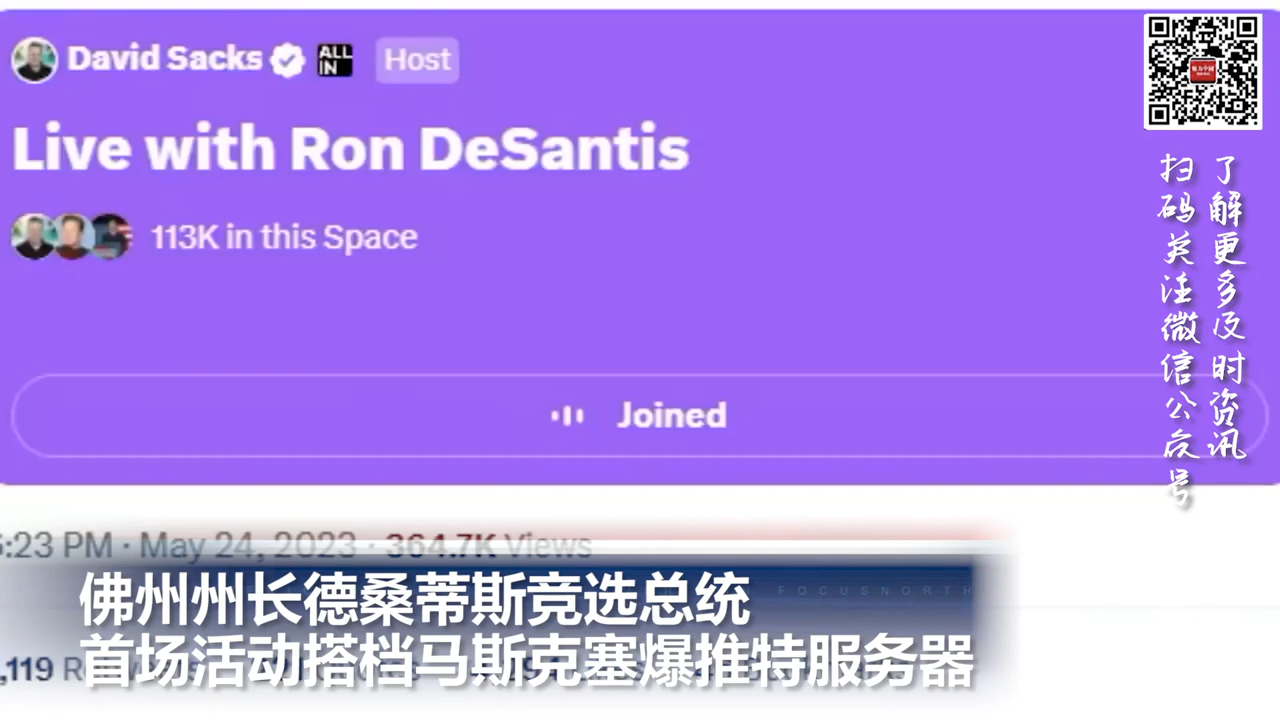 David Sacks ALL IN Host
Live with Ron DeSantis
113K in this Space
Joined
了解更多及时资讯
扫码关注微信公众号
:23 PM · May 24, 2023 · 364.7K Views
FOCUSNORTH
佛州州长德桑蒂斯竞选总统
,119
首场活动搭档马斯克塞爆推特服务器